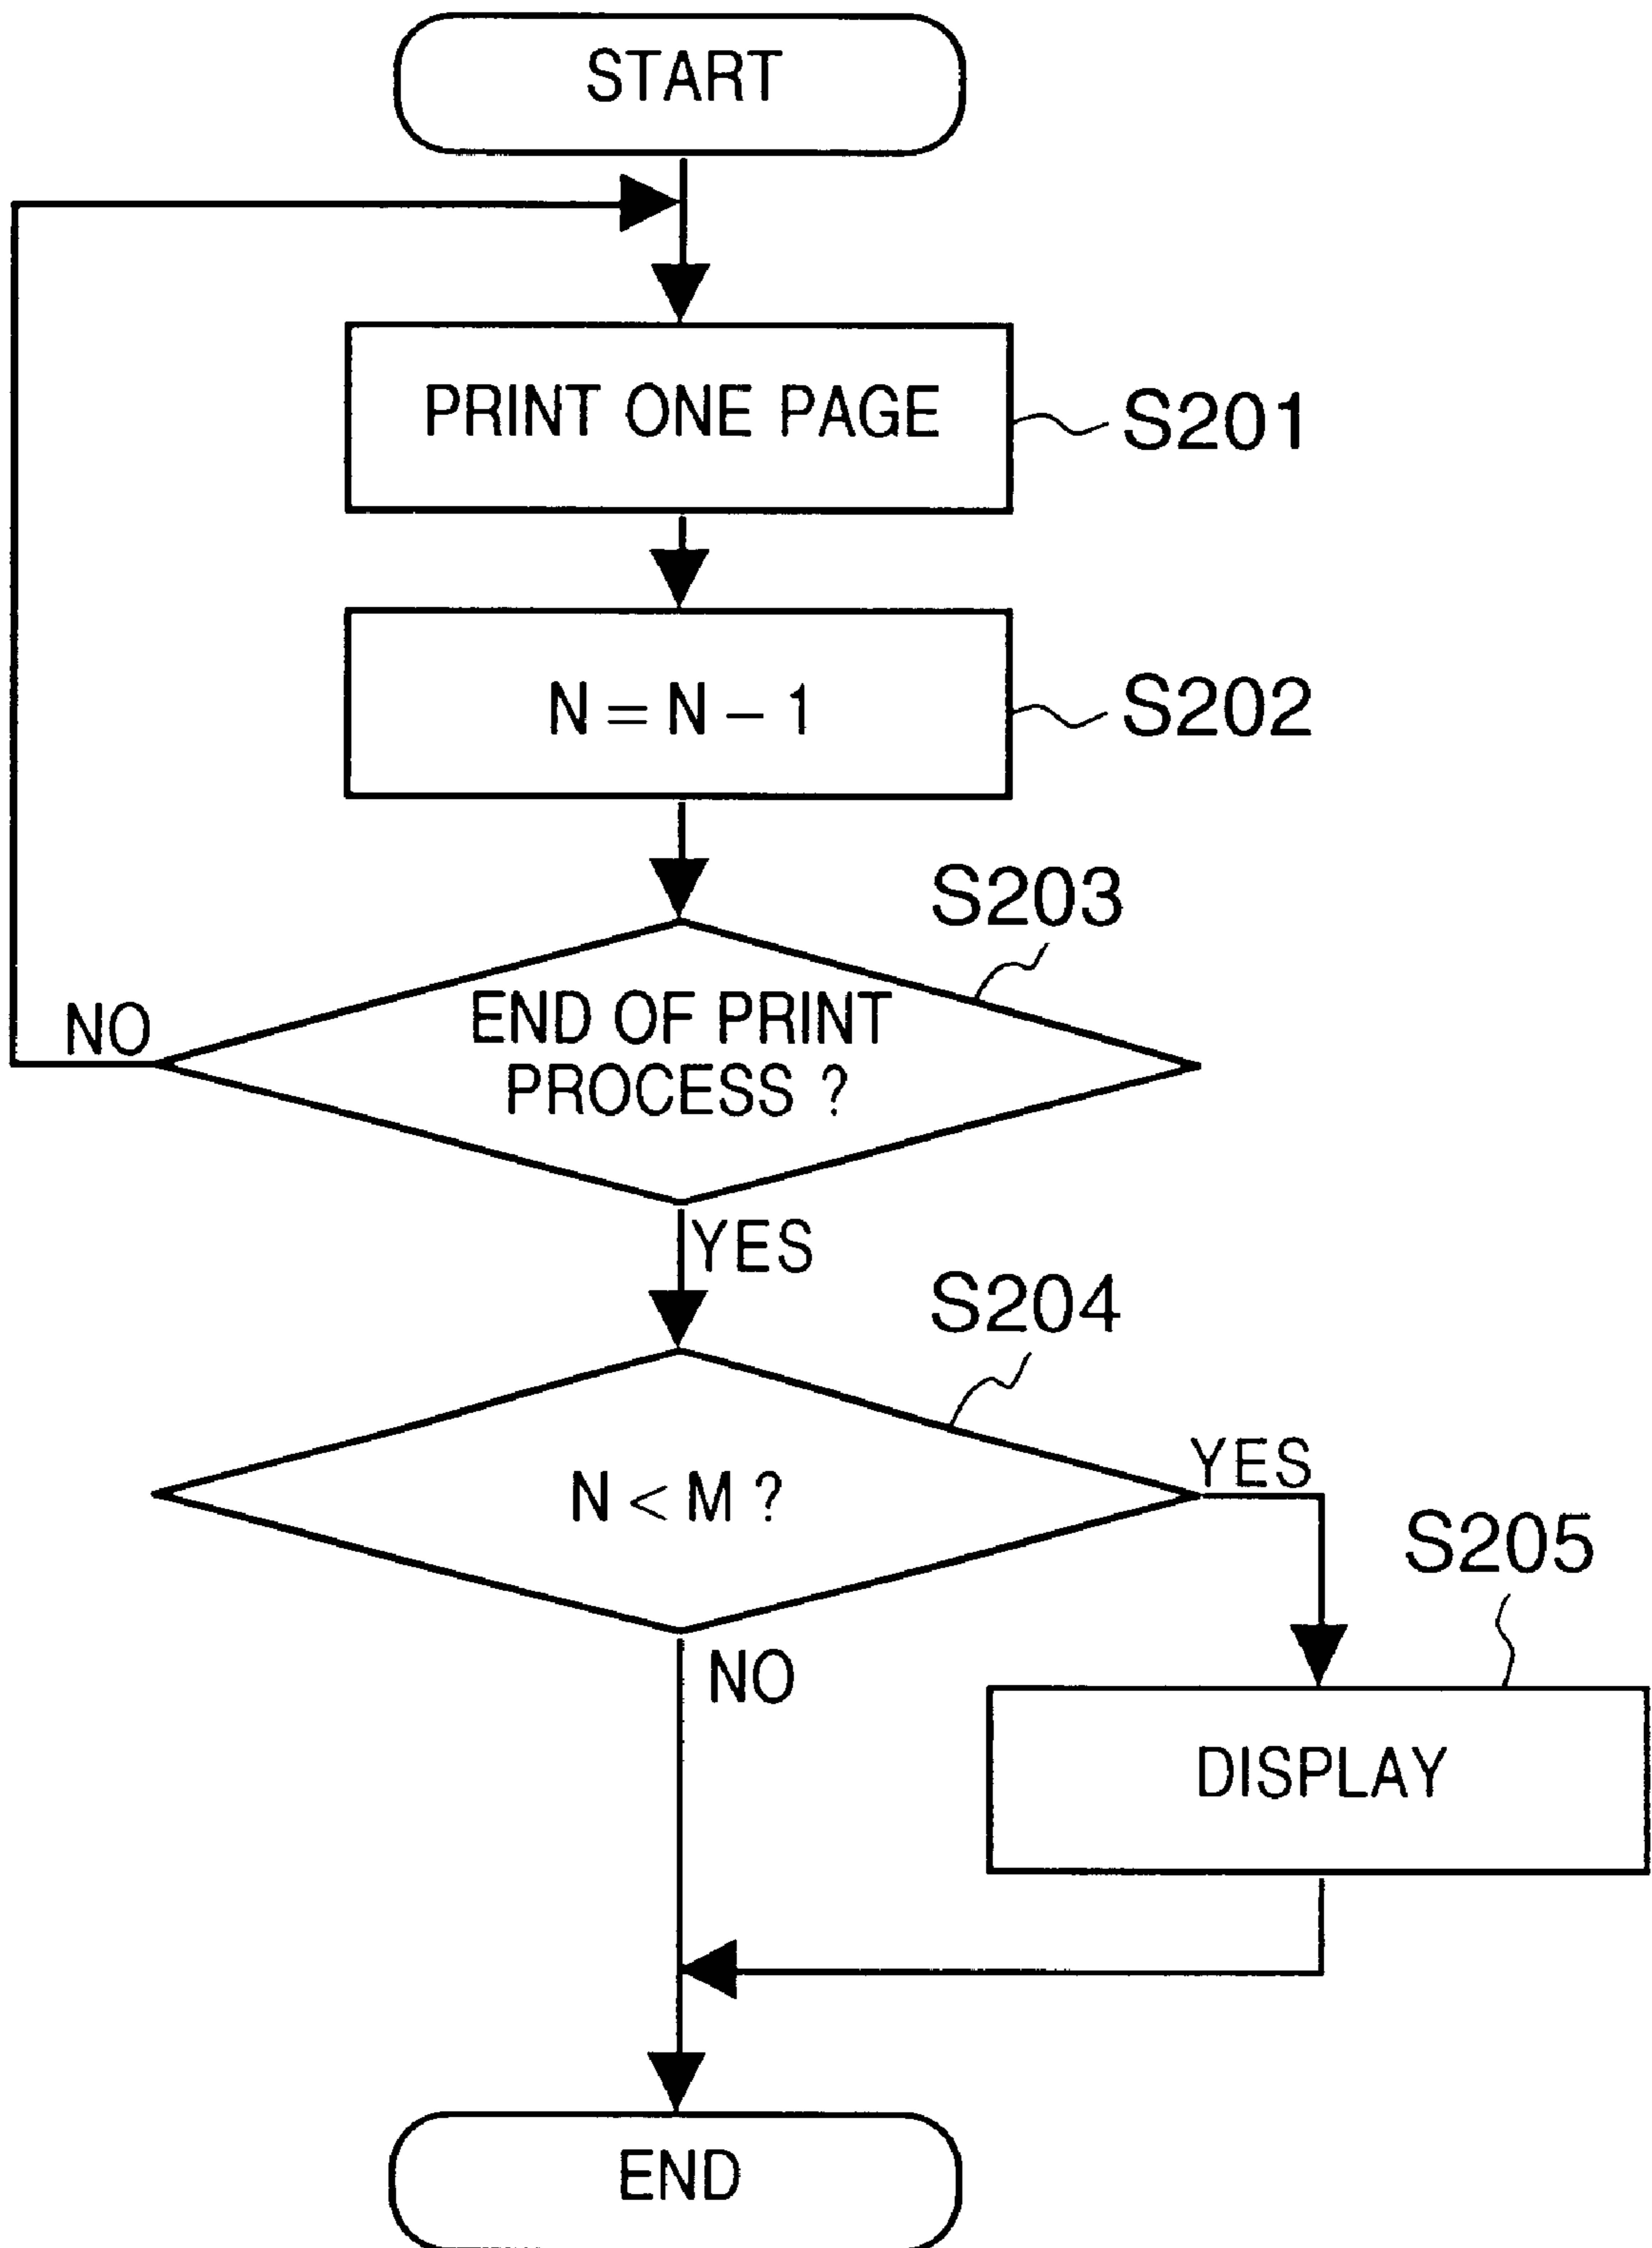 START
PRINT ONE PAGE
S201
N = N – 1
S202
S203
END OF PRINT
PROCESS ?
NO
YES
S204
N < M ?
YES
S205
NO
DISPLAY
END